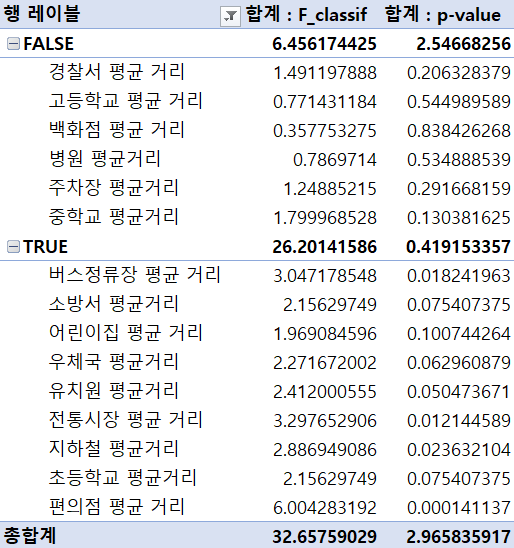 행 레이블 합계 : F_classif 합계 : p-value
FALSE 6.456174425 2.54668256
경찰서 평균 거리 1.491197888 0.206328379
고등학교 평균 거리 0.771431184 0.544989589
백화점 평균 거리 0.357753275 0.838426268
병원 평균거리 0.7869714 0.534888539
주차장 평균거리 1.24885215 0.291668159
중학교 평균거리 1.799968528 0.130381625
TRUE 26.20141586 0.419153357
버스정류장 평균 거리 3.047178548 0.018241963
소방서 평균거리 2.15629749 0.075407375
어린이집 평균 거리 1.969084596 0.100744264
우체국 평균거리 2.271672002 0.062960879
유치원 평균거리 2.412000555 0.050473671
전통시장 평균거리 3.297652906 0.012144589
지하철 평균거리 2.886949086 0.023632104
초등학교 평균거리 2.15629749 0.075407375
편의점 평균 거리 6.004283192 0.000141137
총합계 32.65759029 2.965835917